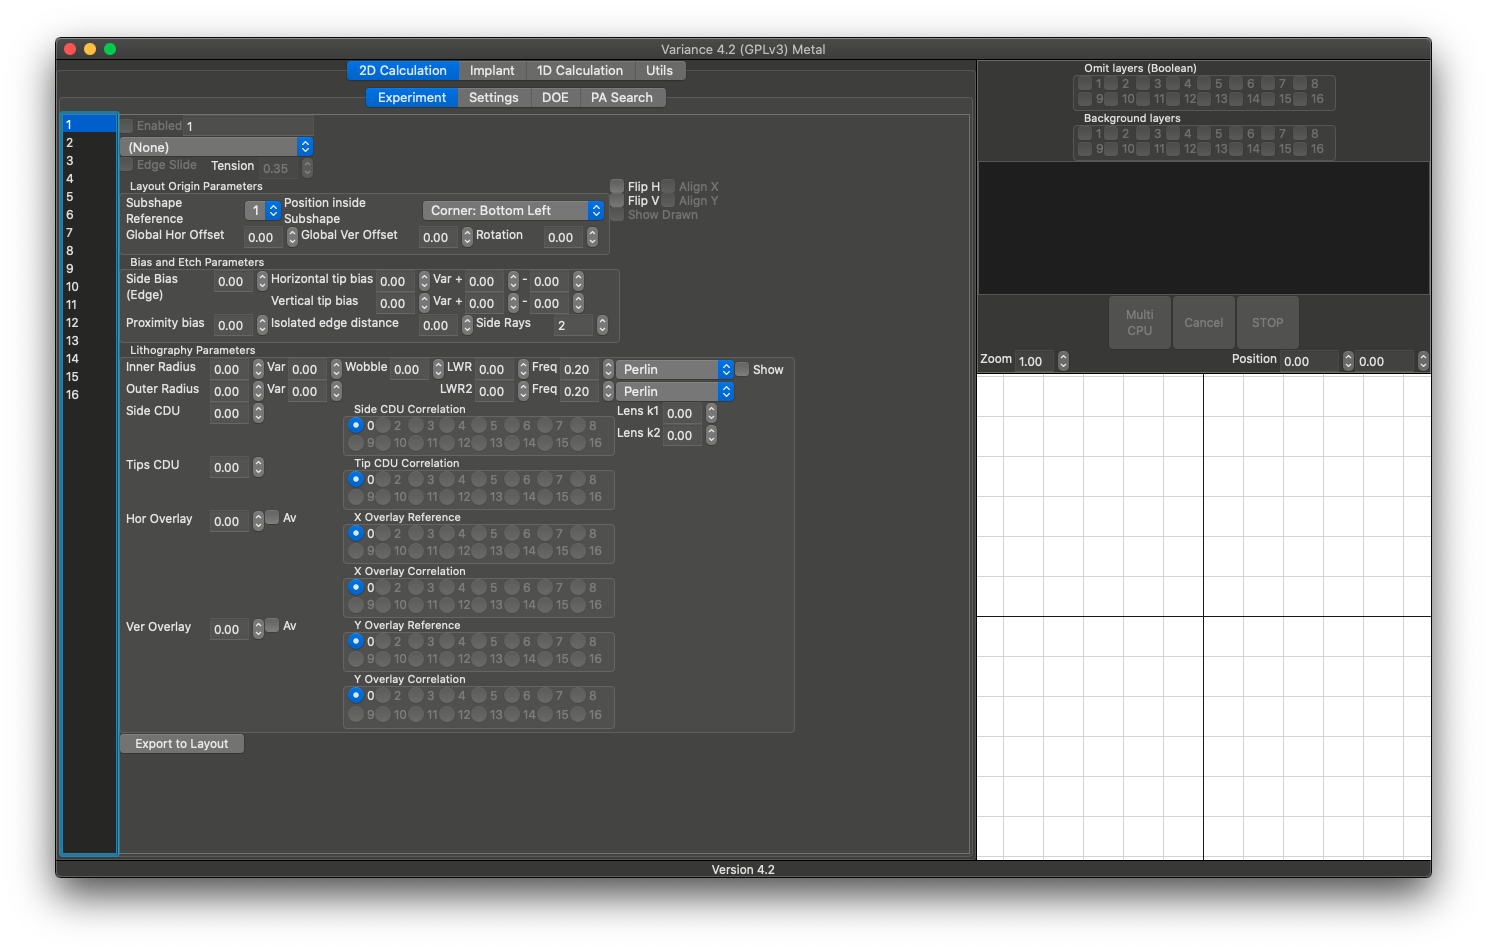 Variance 4.2 (GPLv3) Metal
2D Calculation Implant 1D Calculation Utils
Experiment Settings DOE PA Search
1
2
3
4
5
6
7
8
9
10
11
12
13
14
15
16
Enabled 1
(None)
Edge Slide Tension 0.35
Layout Origin Parameters
Subshape Reference 1 Position inside Subshape Corner: Bottom Left
Global Hor Offset 0.00 Global Ver Offset 0.00 Rotation 0.00
Flip H Align X
Flip V Align Y
Show Drawn
Bias and Etch Parameters
Side Bias (Edge) 0.00 Horizontal tip bias 0.00 Var + 0.00 - 0.00
Vertical tip bias 0.00 Var + 0.00 - 0.00
Proximity bias 0.00 Isolated edge distance 0.00 Side Rays 2
Lithography Parameters
Inner Radius 0.00 Var 0.00 Wobble 0.00 LWR 0.00 Freq 0.20 Perlin Show
Outer Radius 0.00 Var 0.00 LWR2 0.00 Freq 0.20 Perlin
Side CDU 0.00
Side CDU Correlation
0 2 3 4 5 6 7 8
9 10 11 12 13 14 15 16
Lens k1 0.00
Lens k2 0.00
Tips CDU 0.00
Tip CDU Correlation
0 2 3 4 5 6 7 8
9 10 11 12 13 14 15 16
Hor Overlay 0.00 Av
X Overlay Reference
0 2 3 4 5 6 7 8
9 10 11 12 13 14 15 16
X Overlay Correlation
0 2 3 4 5 6 7 8
9 10 11 12 13 14 15 16
Ver Overlay 0.00 Av
Y Overlay Reference
0 2 3 4 5 6 7 8
9 10 11 12 13 14 15 16
Y Overlay Correlation
0 2 3 4 5 6 7 8
9 10 11 12 13 14 15 16
Export to Layout
Omit layers (Boolean)
1 2 3 4 5 6 7 8
9 10 11 12 13 14 15 16
Background layers
1 2 3 4 5 6 7 8
9 10 11 12 13 14 15 16
Multi CPU Cancel STOP
Zoom 1.00 Position 0.00 0.00
Version 4.2